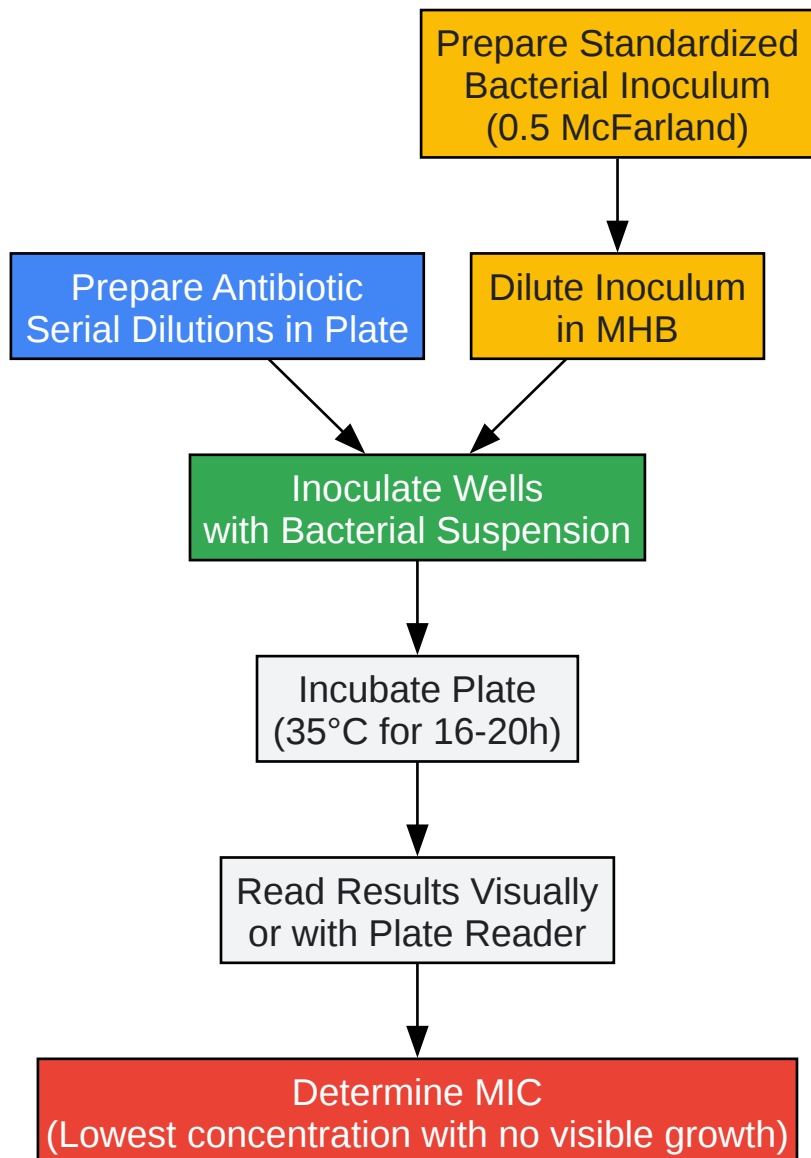 Prepare Standardized
Bacterial Inoculum
(0.5 McFarland)
Prepare Antibiotic
Serial Dilutions in Plate
Dilute Inoculum
in MHB
Inoculate Wells
with Bacterial Suspension
Incubate Plate
(35°C for 16-20h)
Read Results Visually
or with Plate Reader
Determine MIC
(Lowest concentration with no visible growth)